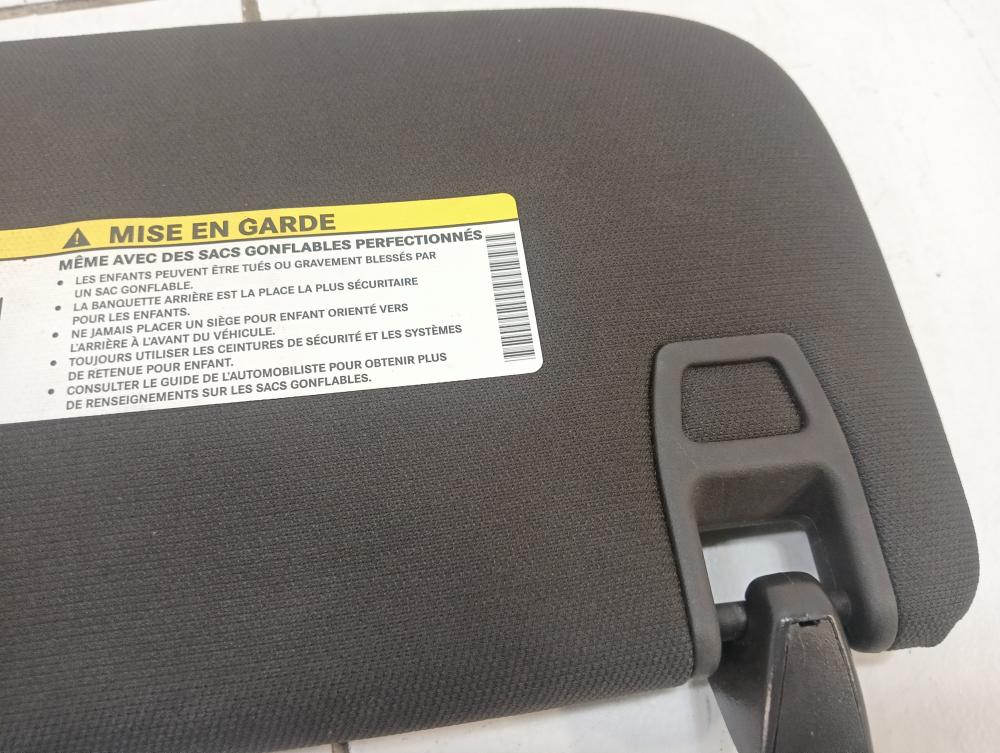 MISE EN GARDE
MÊME AVEC DES SACS GONFLABLES PERFECTIONNÉS
• LES ENFANTS PEUVENT ÊTRE TUÉS OU GRAVEMENT BLESSÉS PAR
UN SAC GONFLABLE.
• LA BANQUETTE ARRIÈRE EST LA PLACE LA PLUS SÉCURITAIRE
POUR LES ENFANTS.
• NE JAMAIS PLACER UN SIÈGE POUR ENFANT ORIENTÉ VERS
L'ARRIÈRE À L'AVANT DU VÉHICULE.
• TOUJOURS UTILISER LES CEINTURES DE SÉCURITÉ ET LES SYSTÈMES
DE RETENUE POUR ENFANT.
• CONSULTER LE GUIDE DE L'AUTOMOBILISTE POUR OBTENIR PLUS
DE RENSEIGNEMENTS SUR LES SACS GONFLABLES.